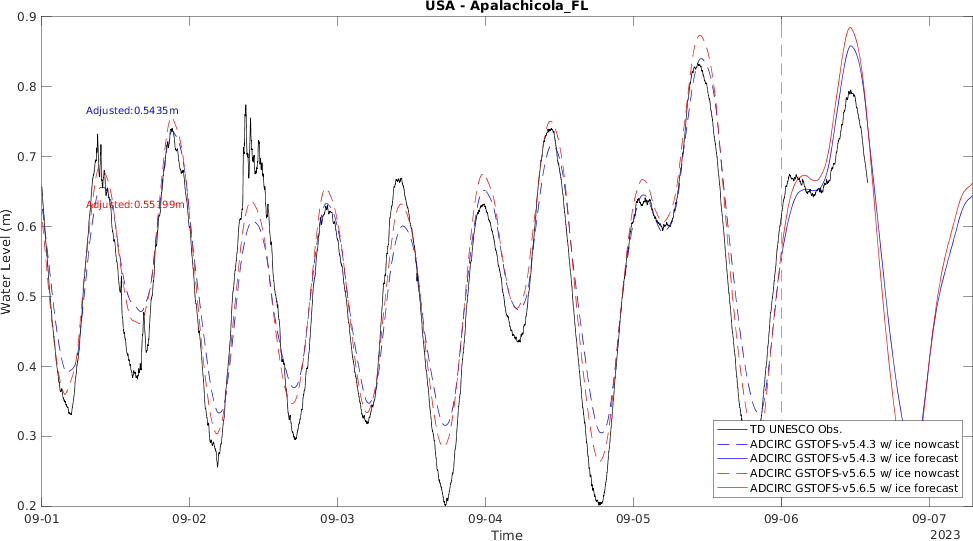 USA - Apalachicola_FL
0.9
0.8
0.7
0.6
0.5
0.4
0.3
0.2
Water Level (m)
Adjusted:0.5435m
Adjusted:0.55199m
TD UNESCO Obs.
ADCIRC GSTOFS-v5.4.3 w/ ice nowcast
ADCIRC GSTOFS-v5.4.3 w/ ice forecast
ADCIRC GSTOFS-v5.6.5 w/ ice nowcast
ADCIRC GSTOFS-v5.6.5 w/ ice forecast
09-01 09-02 09-03 09-04 09-05 09-06 09-07
Time
2023